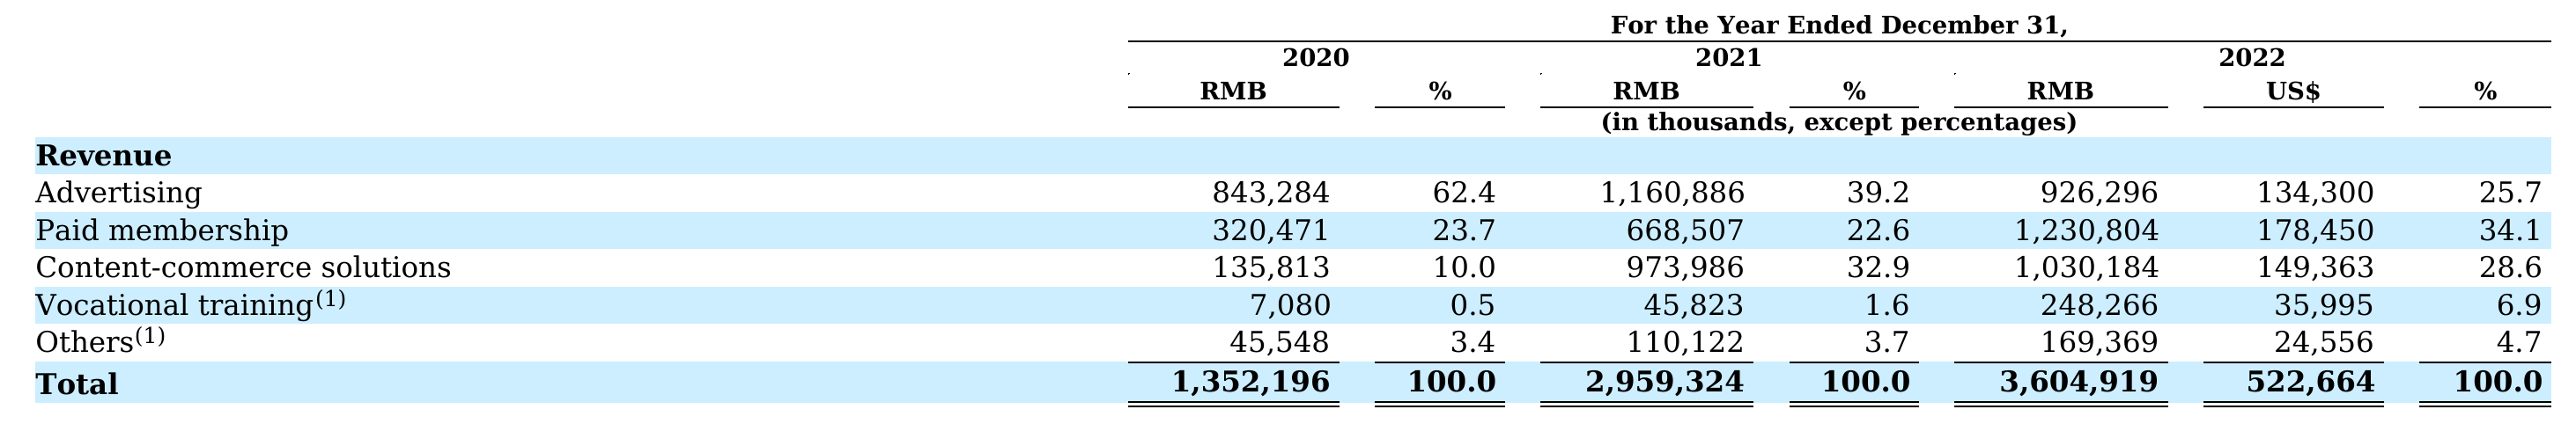 For the Year Ended December 31,
2020 2021 2022
RMB % RMB % RMB US$ %
(in thousands, except percentages)
Revenue
Advertising 843,284 62.4 1,160,886 39.2 926,296 134,300 25.7
Paid membership 320,471 23.7 668,507 22.6 1,230,804 178,450 34.1
Content-commerce solutions 135,813 10.0 973,986 32.9 1,030,184 149,363 28.6
Vocational training(1) 7,080 0.5 45,823 1.6 248,266 35,995 6.9
Others(1) 45,548 3.4 110,122 3.7 169,369 24,556 4.7
Total 1,352,196 100.0 2,959,324 100.0 3,604,919 522,664 100.0